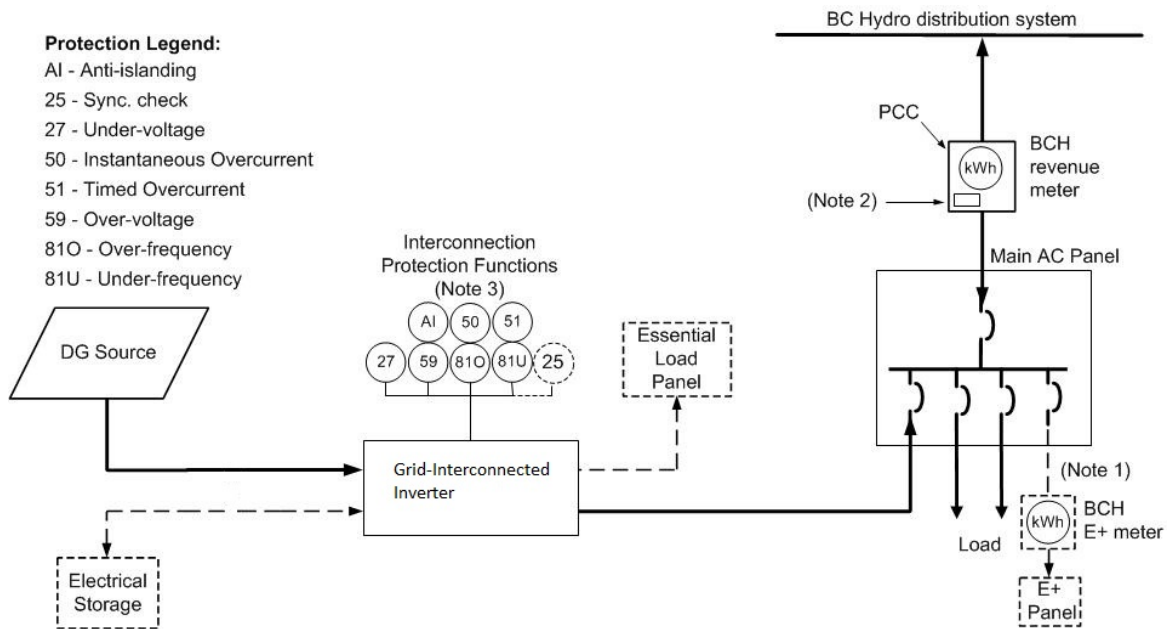 BC Hydro distribution system
Protection Legend:
AI - Anti-islanding
25 - Sync. check
27 - Under-voltage
50 - Instantaneous Overcurrent
51 - Timed Overcurrent
59 - Over-voltage
81O - Over-frequency
81U - Under-frequency
PCC
kWh
BCH
revenue
meter
(Note 2)
Interconnection
Protection Functions
(Note 3)
AI
50
51
27
59
81O
81U
25
Main AC Panel
DG Source
Essential
Load
Panel
Grid-Interconnected
Inverter
(Note 1)
kWh
BCH
E+ meter
Load
Electrical
Storage
E+
Panel